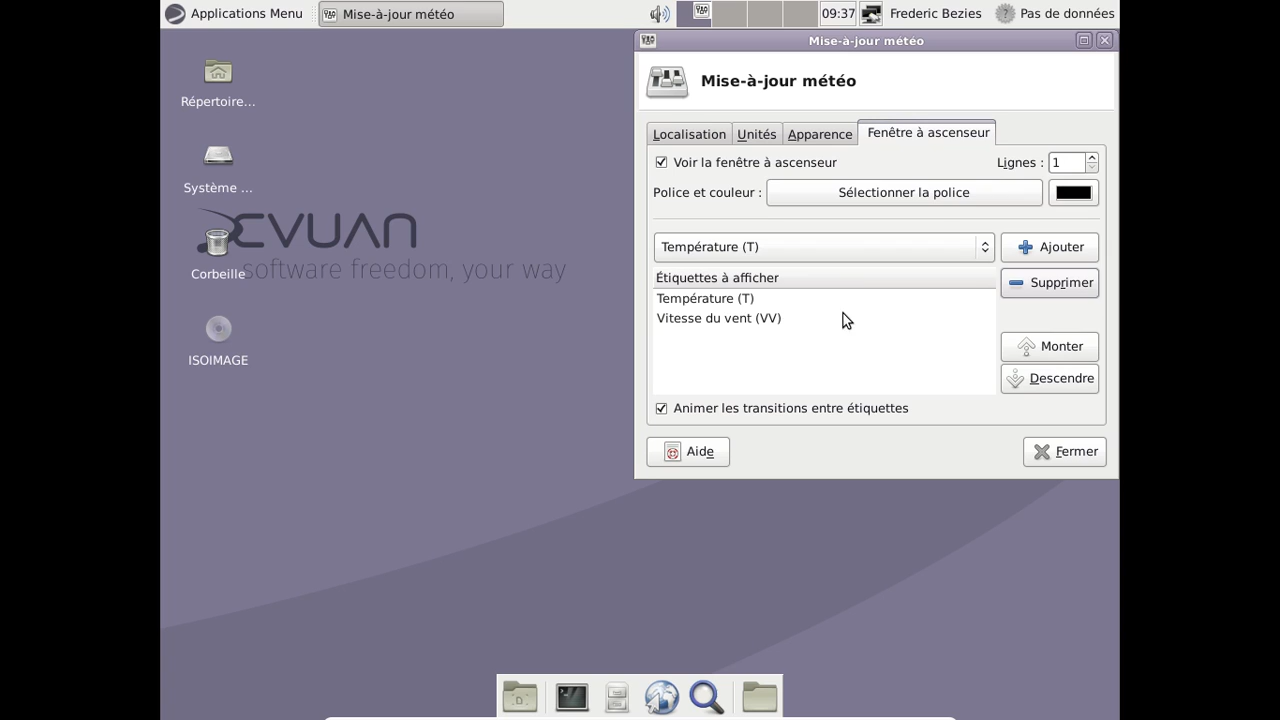 Applications Menu
Mise-à-jour météo
09:37
Frederic Bezies
Pas de données
Mise-à-jour météo
Mise-à-jour météo
Localisation
Unités
Apparence
Fenêtre à ascenseur
Voir la fenêtre à ascenseur
Lignes :
1
Police et couleur :
Sélectionner la police
Température (T)
Ajouter
Étiquettes à afficher
Supprimer
Température (T)
Vitesse du vent (VV)
Monter
Descendre
Animer les transitions entre étiquettes
Aide
Fermer
Répertoire...
Système ...
Corbeille
ISOIMAGE
DEVUAN
software freedom, your way